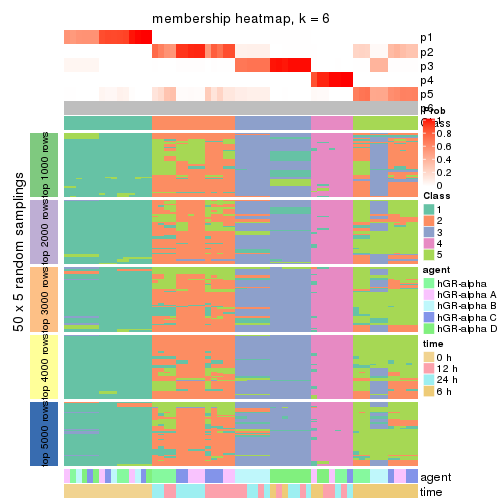 membership heatmap, k = 6
p1
p2
p3
p4
p5
p6
Prob
1
0.8
0.6
0.4
0.2
0
Class
Class
1
2
3
4
5
agent
hGR-alpha
hGR-alpha A
hGR-alpha B
hGR-alpha C
hGR-alpha D
time
0 h
12 h
24 h
6 h
50 x 5 random samplings
top 1000 rows
top 2000 rows
top 3000 rows
top 4000 rows
top 5000 rows
agent
time